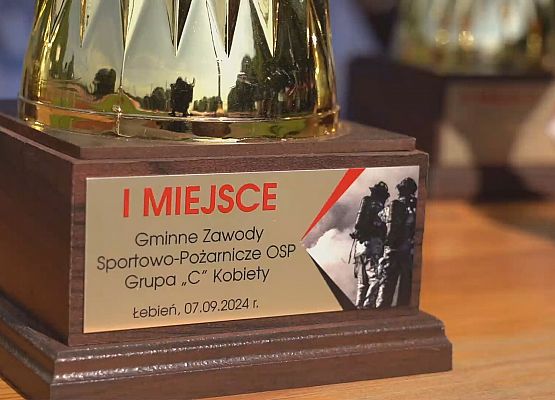 I MIEJSCE
Gminne Zawody
Sportowo-Pożarnicze OSP
Grupa „C" Kobiety
Łebień, 07.09.2024 r.